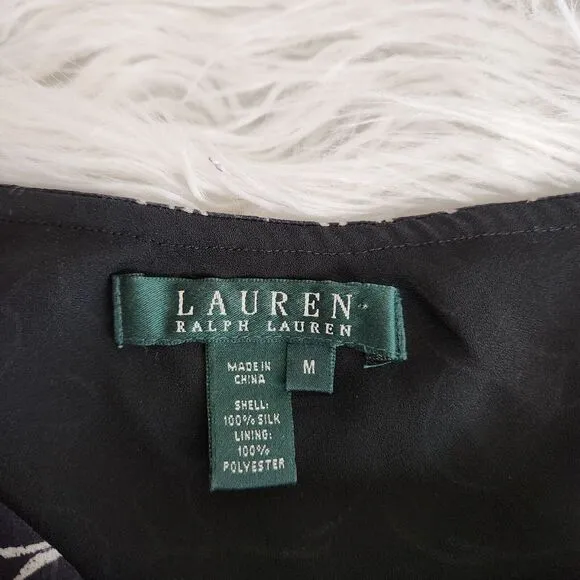 LAUREN
RALPH LAUREN
MADE IN
CHINA
M
SHELL:
100% SILK
LINING:
100%
POLYESTER